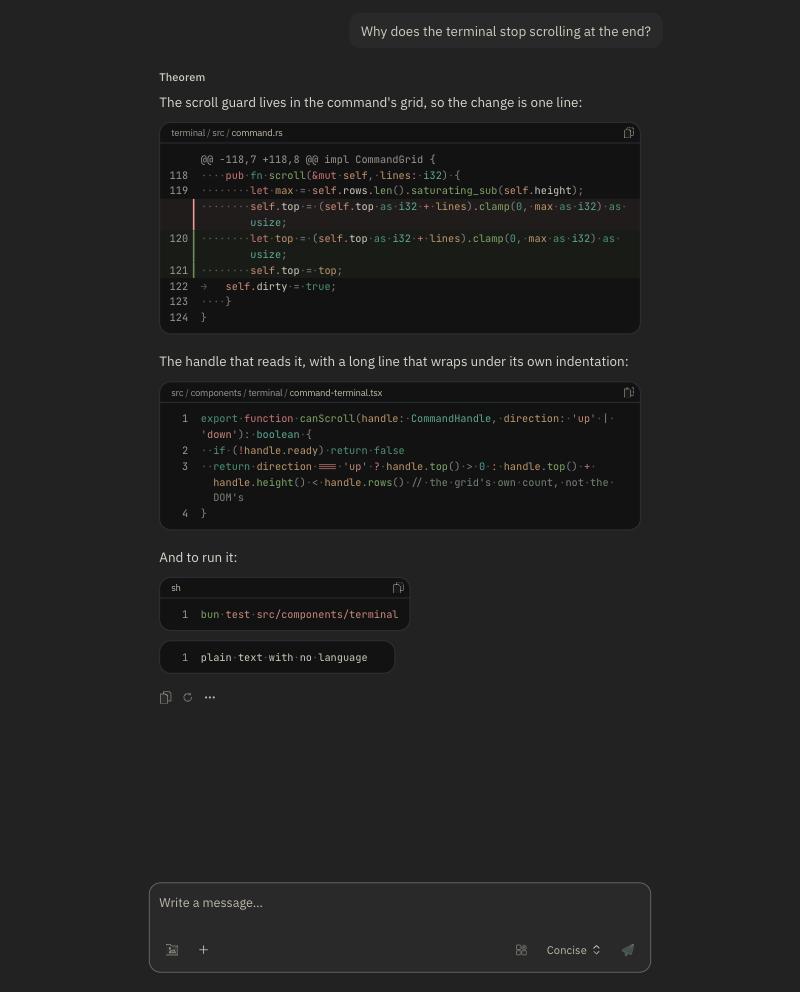 Why does the terminal stop scrolling at the end?
Theorem
The scroll guard lives in the command's grid, so the change is one line:
terminal / src / command.rs
@@ -118,7 +118,8 @@ impl CommandGrid {
118 ····pub·fn·scroll(&mut·self,·lines:·i32)·{
119 ········let·max·=·self.rows.len().saturating_sub(self.height);
········self.top·=·(self.top·as·i32·+·lines).clamp(0,·max·as·i32)·as·
usize;
120 ········let·top·=·(self.top·as·i32·+·lines).clamp(0,·max·as·i32)·as·
usize;
121 ········self.top·=·top;
122 → self.dirty·=·true;
123 ····}
124 }
The handle that reads it, with a long line that wraps under its own indentation:
src / components / terminal / command-terminal.tsx
1 export·function·canScroll(handle:·CommandHandle,·direction:·'up'·|·
'down'):·boolean·{
2 ··if·(!handle.ready)·return·false
3 ··return·direction·===·'up'·?·handle.top()·>·0·:·handle.top()·+·
handle.height()·<·handle.rows()·//·the·grid's·own·count,·not·the·
DOM's
4 }
And to run it:
sh
1 bun·test·src/components/terminal
1 plain·text·with·no·language
Write a message...
Concise